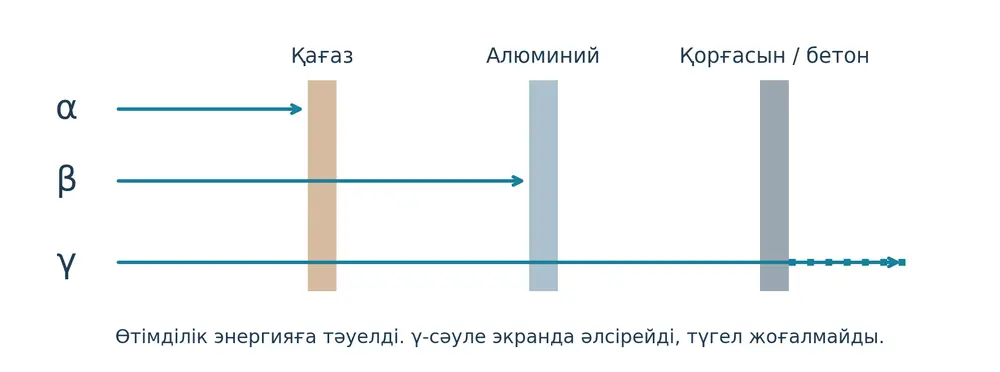 Қағаз
Алюминий
Қорғасын / бетон
α
β
γ
Өтімділік энергияға тәуелді. γ-сәуле экранда әлсірейді, түгел жоғалмайды.